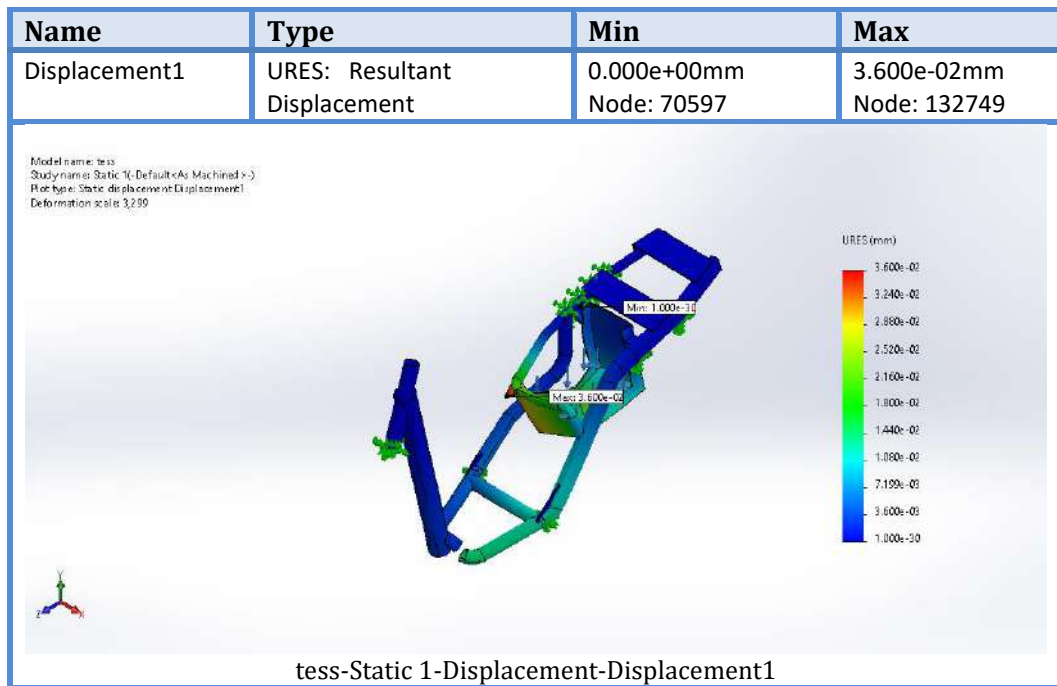 Name Type Min Max
Displacement1 URES: Resultant Displacement 0.000e+00mm Node: 70597 3.600e-02mm Node: 132749
Model name: tess
Study name: Static 1(-Default<As Machined>-)
Plot type: Static displacement Displacement1
Deformation scale: 3,299
URES (mm)
3.600e-02
3.240e-02
2.880e-02
2.520e-02
2.160e-02
1.800e-02
1.440e-02
1.080e-02
7.199e-03
3.600e-03
1.000e-30
Min: 1.000e-30
Max: 3.600e-02
Y
Z
X
tess-Static 1-Displacement-Displacement1